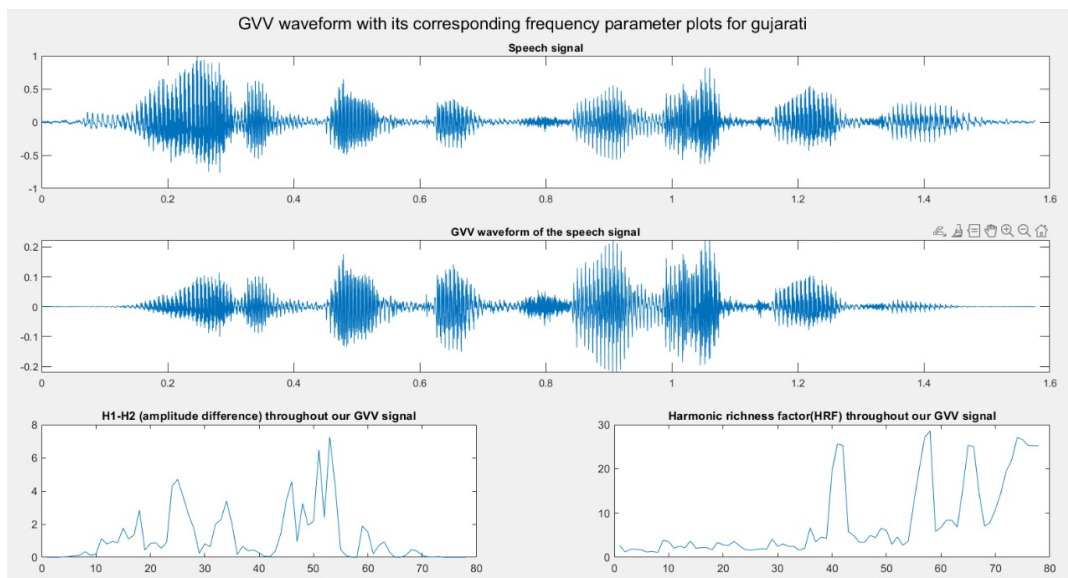 GVV waveform with its corresponding frequency parameter plots for gujarati
Speech signal
1
0.5
0
-0.5
-1
0 0.2 0.4 0.6 0.8 1 1.2 1.4 1.6
GVV waveform of the speech signal
0.2
0.1
0
-0.1
-0.2
0 0.2 0.4 0.6 0.8 1 1.2 1.4 1.6
H1-H2 (amplitude difference) throughout our GVV signal
8
6
4
2
0
0 10 20 30 40 50 60 70 80
Harmonic richness factor(HRF) throughout our GVV signal
30
20
10
0
0 10 20 30 40 50 60 70 80